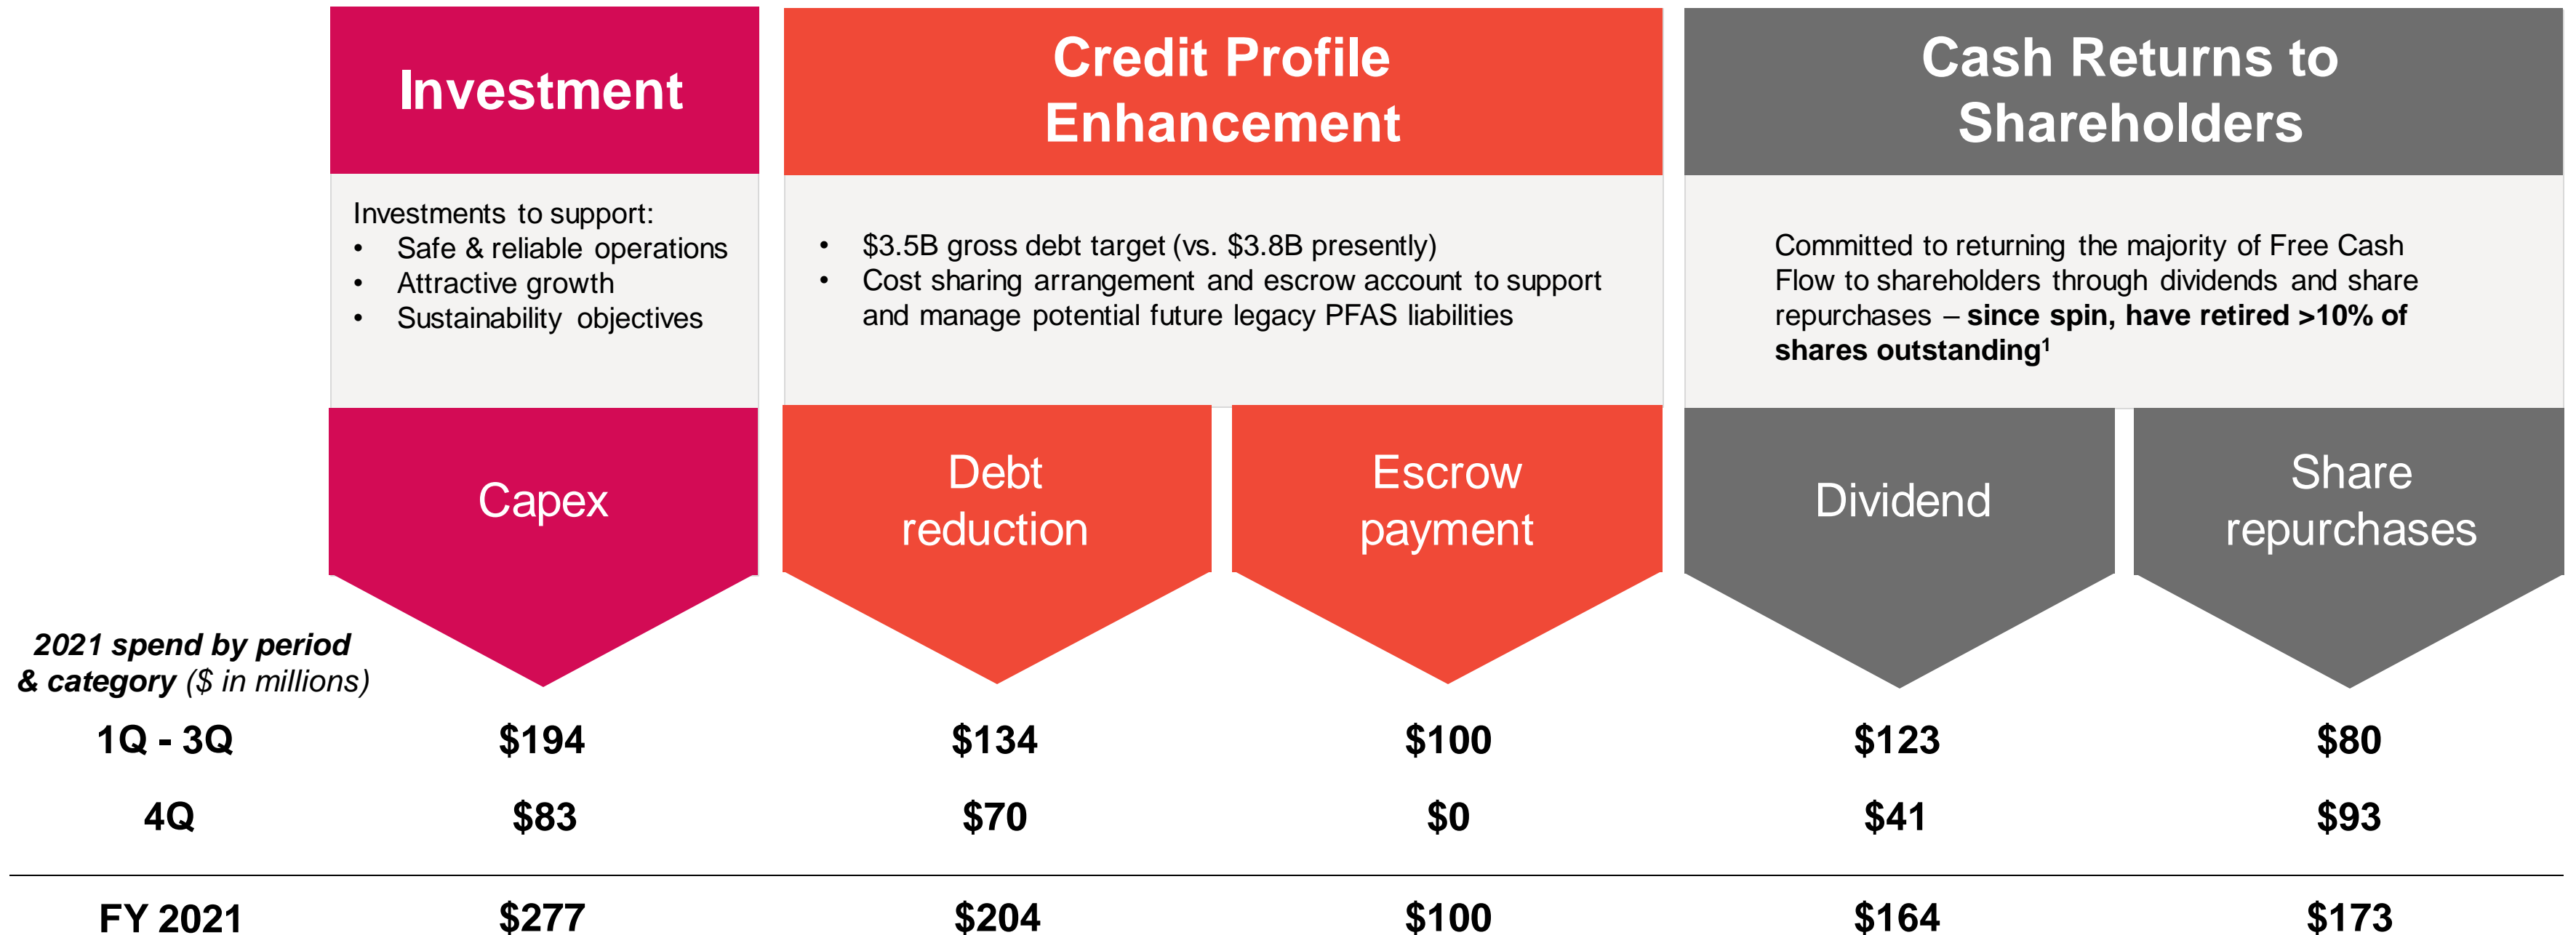 Investment
Credit Profile
Enhancement
Cash Returns to
Shareholders
Investments to support:
• Safe & reliable operations
• Attractive growth
• Sustainability objectives
• $3.5B gross debt target (vs. $3.8B presently)
• Cost sharing arrangement and escrow account to support
and manage potential future legacy PFAS liabilities
Committed to returning the majority of Free Cash
Flow to shareholders through dividends and share
repurchases – since spin, have retired >10% of
shares outstanding¹
Capex
Debt
reduction
Escrow
payment
Dividend
Share
repurchases
2021 spend by period
& category ($ in millions)
1Q - 3Q $194 $134 $100 $123 $80
4Q $83 $70 $0 $41 $93
FY 2021 $277 $204 $100 $164 $173